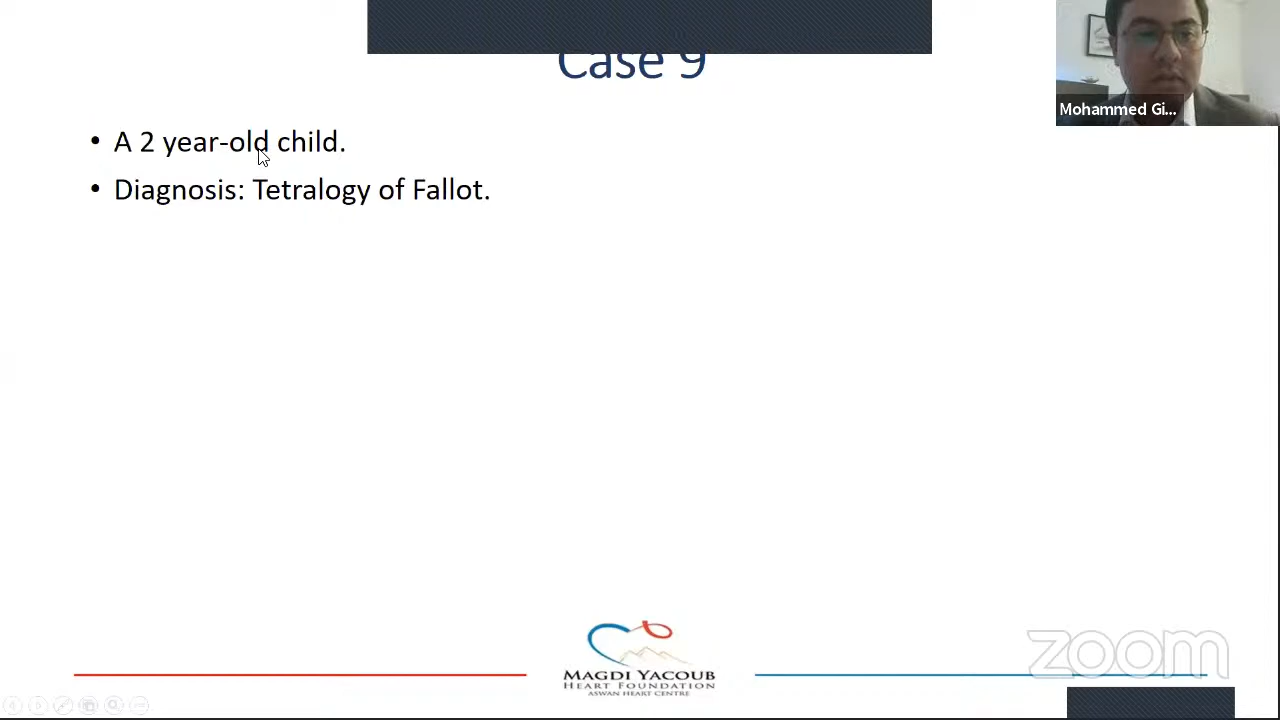 Case 9
Mohammed Gi...
• A 2 year-old child.
• Diagnosis: Tetralogy of Fallot.
MAGDI YACOUB
HEART FOUNDATION
ASWAN HEART CENTRE
zoom